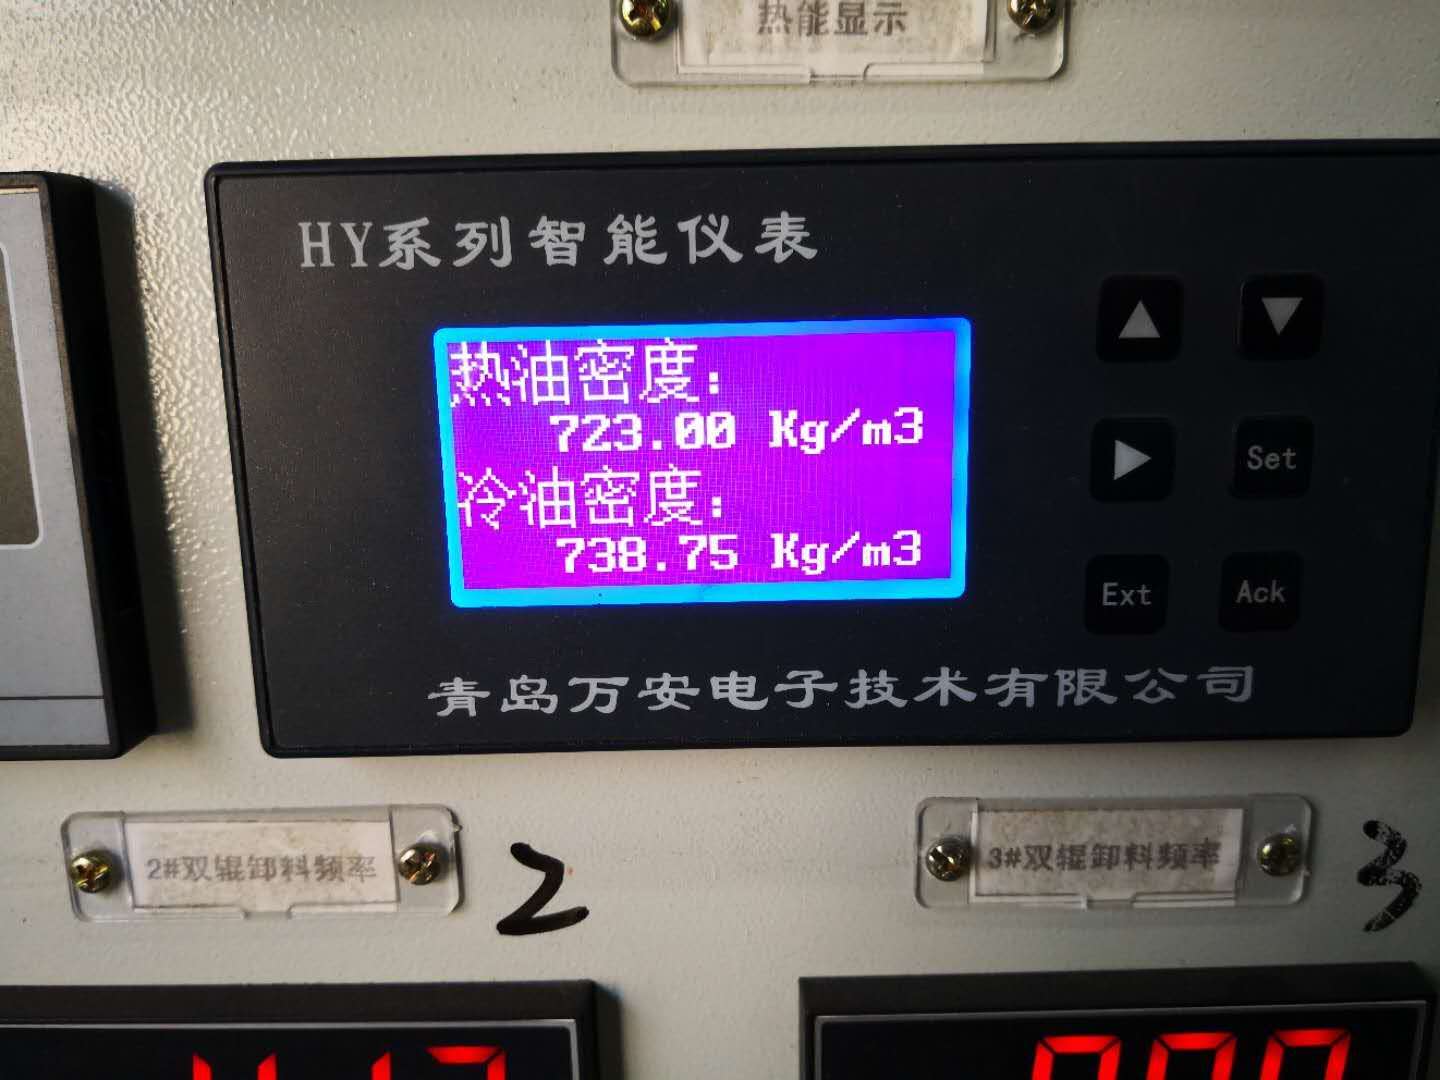 热能显示
HY系列智能仪表
热油密度:
723.00 Kg/m3
冷油密度:
738.75 Kg/m3
Set
Ext
Ack
青岛万安电子技术有限公司
2#双辊卸料频率
2
3#双辊卸料频率
3